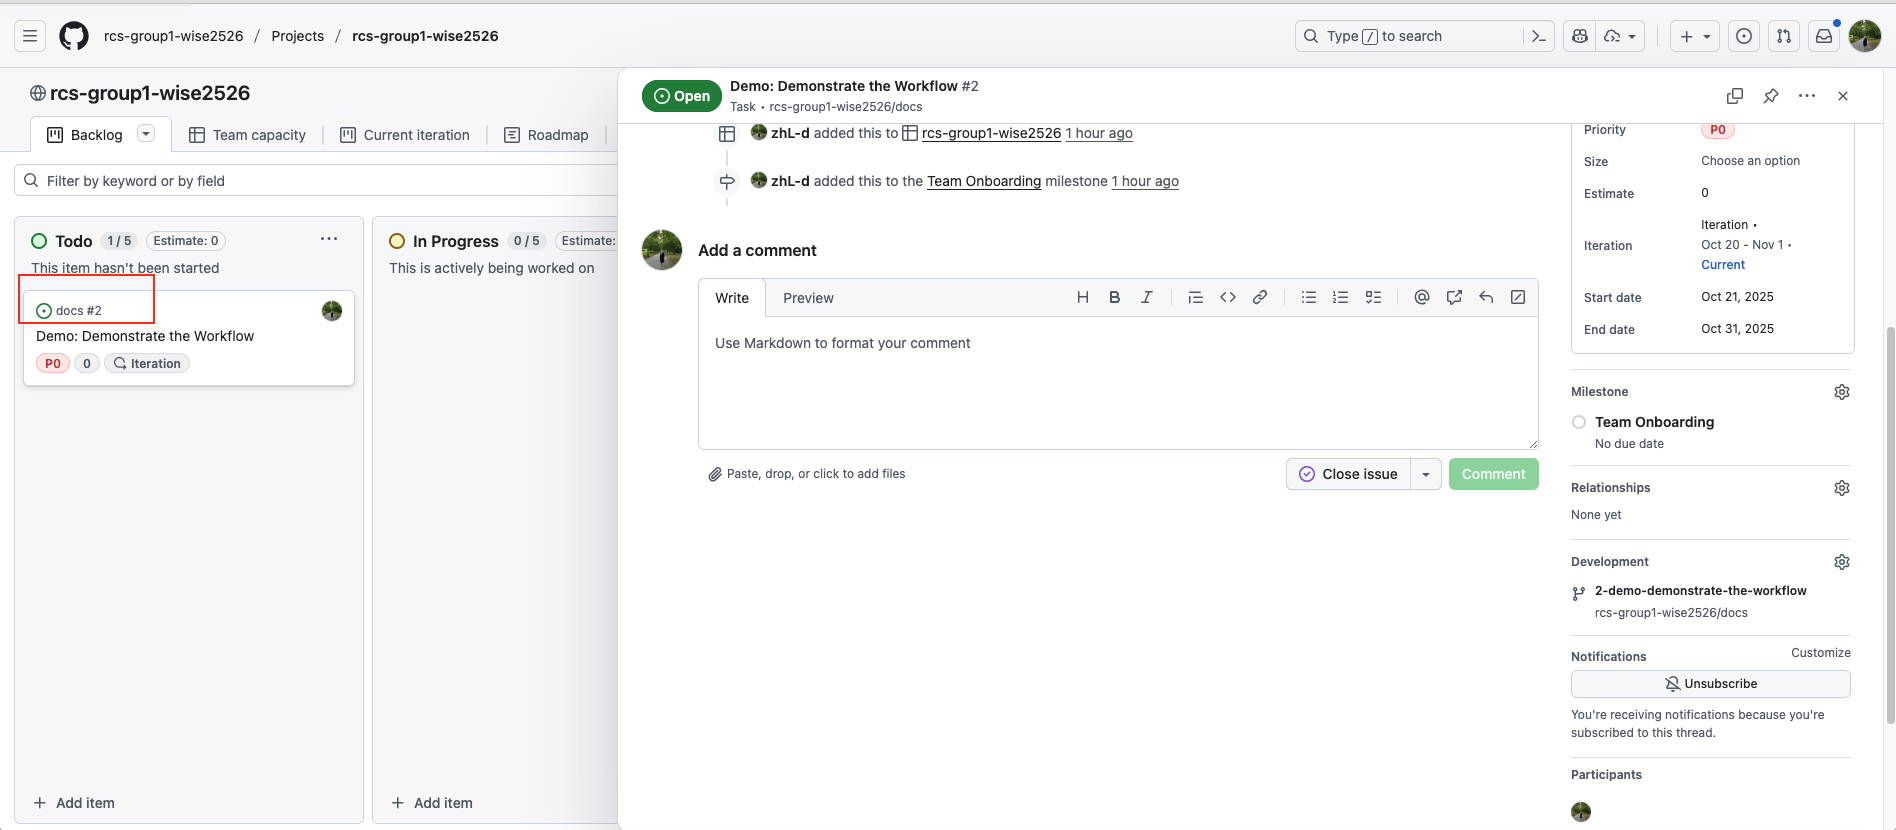 rcs-group1-wise2526 / Projects / rcs-group1-wise2526
Type / to search
rcs-group1-wise2526
Backlog
Team capacity
Current iteration
Roadmap
Filter by keyword or by field
Todo 1 / 5 Estimate: 0
This item hasn't been started
docs #2
Demo: Demonstrate the Workflow
P0 0 Iteration
Add item
In Progress 0 / 5 Estimate:
This is actively being worked on
Add item
Open
Demo: Demonstrate the Workflow #2
Task • rcs-group1-wise2526/docs
zhL-d added this to rcs-group1-wise2526 1 hour ago
zhL-d added this to the Team Onboarding milestone 1 hour ago
Add a comment
Write Preview
Use Markdown to format your comment
Paste, drop, or click to add files
Close issue
Comment
Priority P0
Size Choose an option
Estimate 0
Iteration Iteration •
Oct 20 - Nov 1 •
Current
Start date Oct 21, 2025
End date Oct 31, 2025
Milestone
Team Onboarding
No due date
Relationships
None yet
Development
2-demo-demonstrate-the-workflow
rcs-group1-wise2526/docs
Notifications Customize
Unsubscribe
You're receiving notifications because you're
subscribed to this thread.
Participants